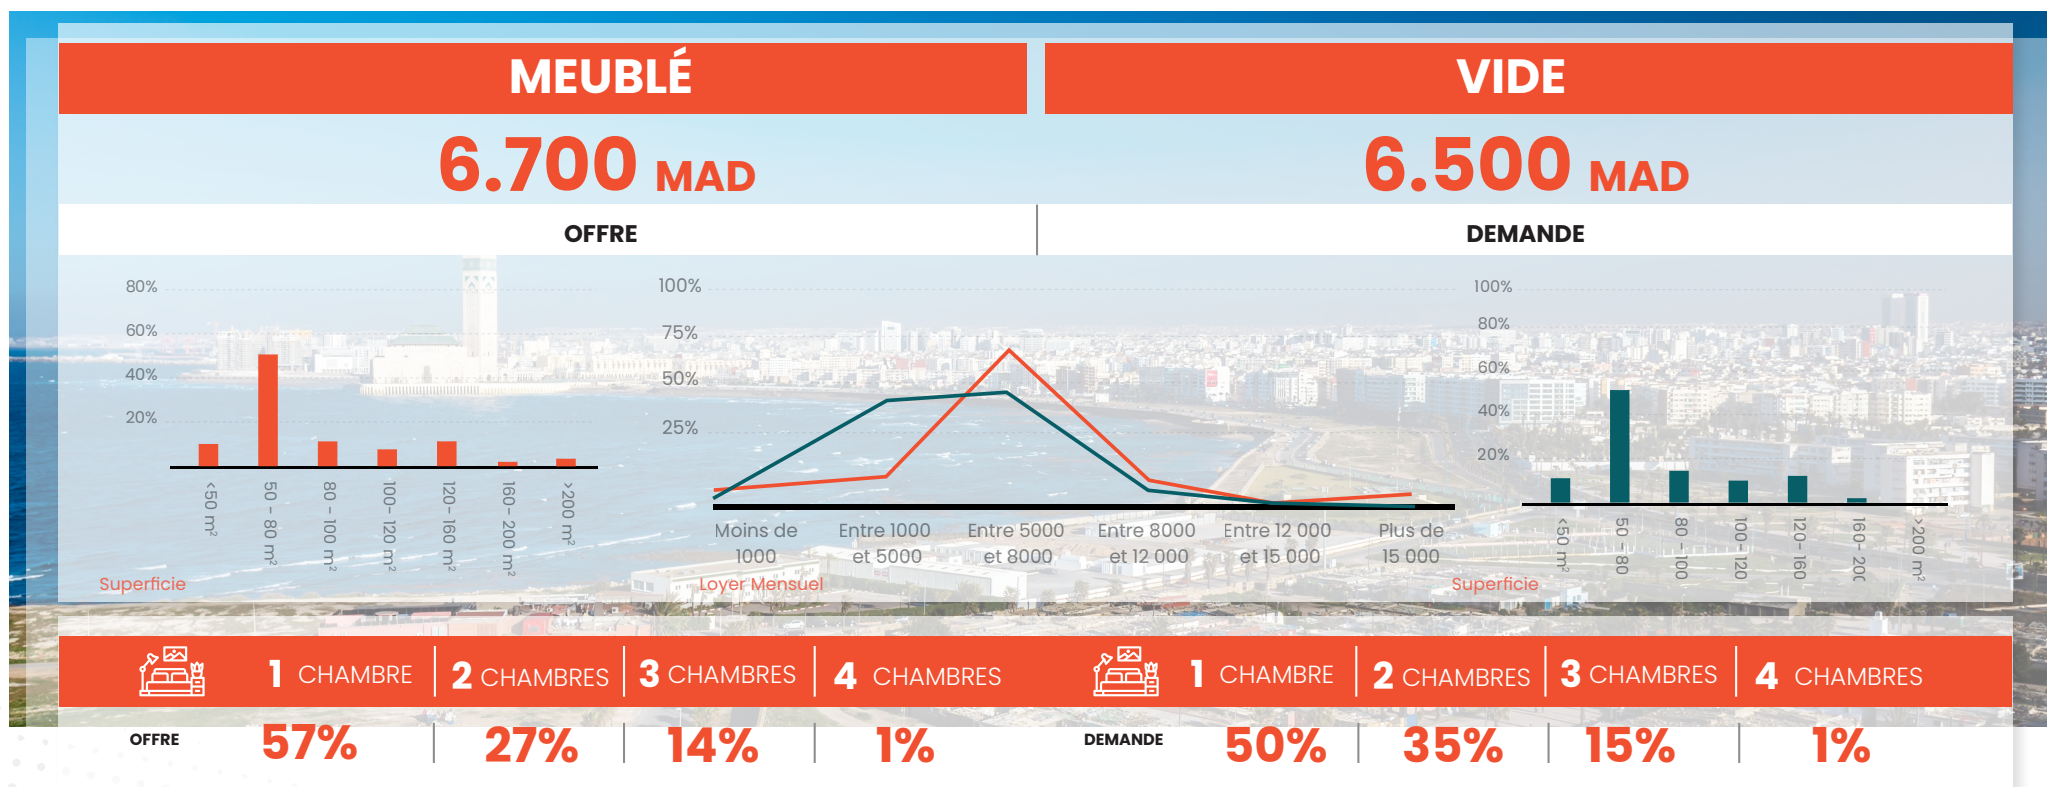 MEUBLÉ
VIDE
6.700 MAD
6.500 MAD
OFFRE
DEMANDE
80%
60%
40%
20%
<50 m²
50 - 80 m²
80 - 100 m²
100- 120 m²
120- 160 m²
160- 200 m²
>200 m²
Superficie
100%
75%
50%
25%
Moins de
1000
Entre 1000
et 5000
Entre 5000
et 8000
Entre 8000
et 12 000
Entre 12 000
et 15 000
Plus de
15 000
Loyer Mensuel
100%
80%
60%
40%
20%
<50 m²
50 - 80
80 - 100
100- 120
120- 160
160- 200
>200 m²
Superficie
1 CHAMBRE
2 CHAMBRES
3 CHAMBRES
4 CHAMBRES
1 CHAMBRE
2 CHAMBRES
3 CHAMBRES
4 CHAMBRES
OFFRE
57%
27%
14%
1%
DEMANDE
50%
35%
15%
1%